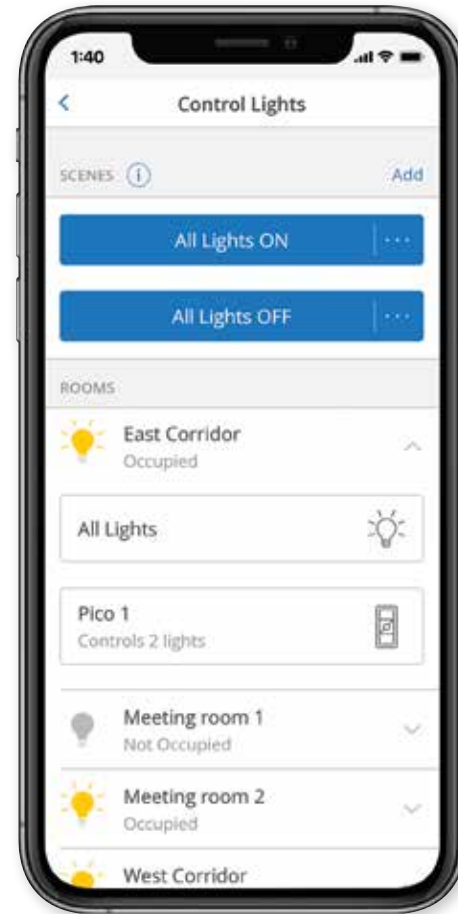 1:40
Control Lights
SCENES
Add
All Lights ON
All Lights OFF
ROOMS
East Corridor
Occupied
All Lights
Pico 1
Controls 2 lights
Meeting room 1
Not Occupied
Meeting room 2
Occupied
West Corridor